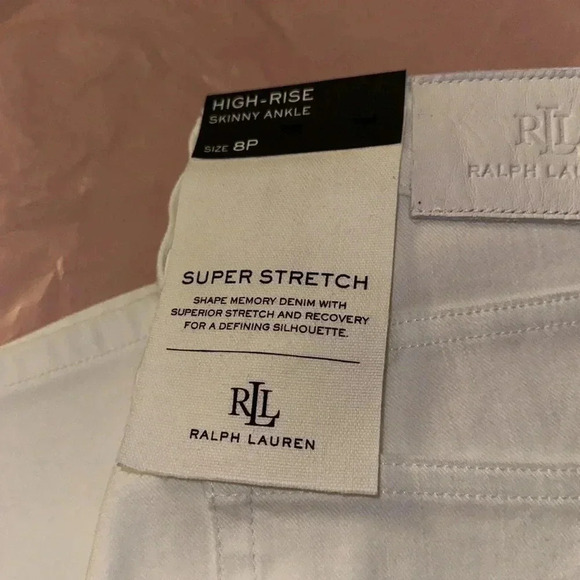 HIGH-RISE
SKINNY ANKLE
SIZE 8P
SUPER STRETCH
SHAPE MEMORY DENIM WITH
SUPERIOR STRETCH AND RECOVERY
FOR A DEFINING SILHOUETTE.
RLL
RALPH LAUREN
RLL
RALPH LAU